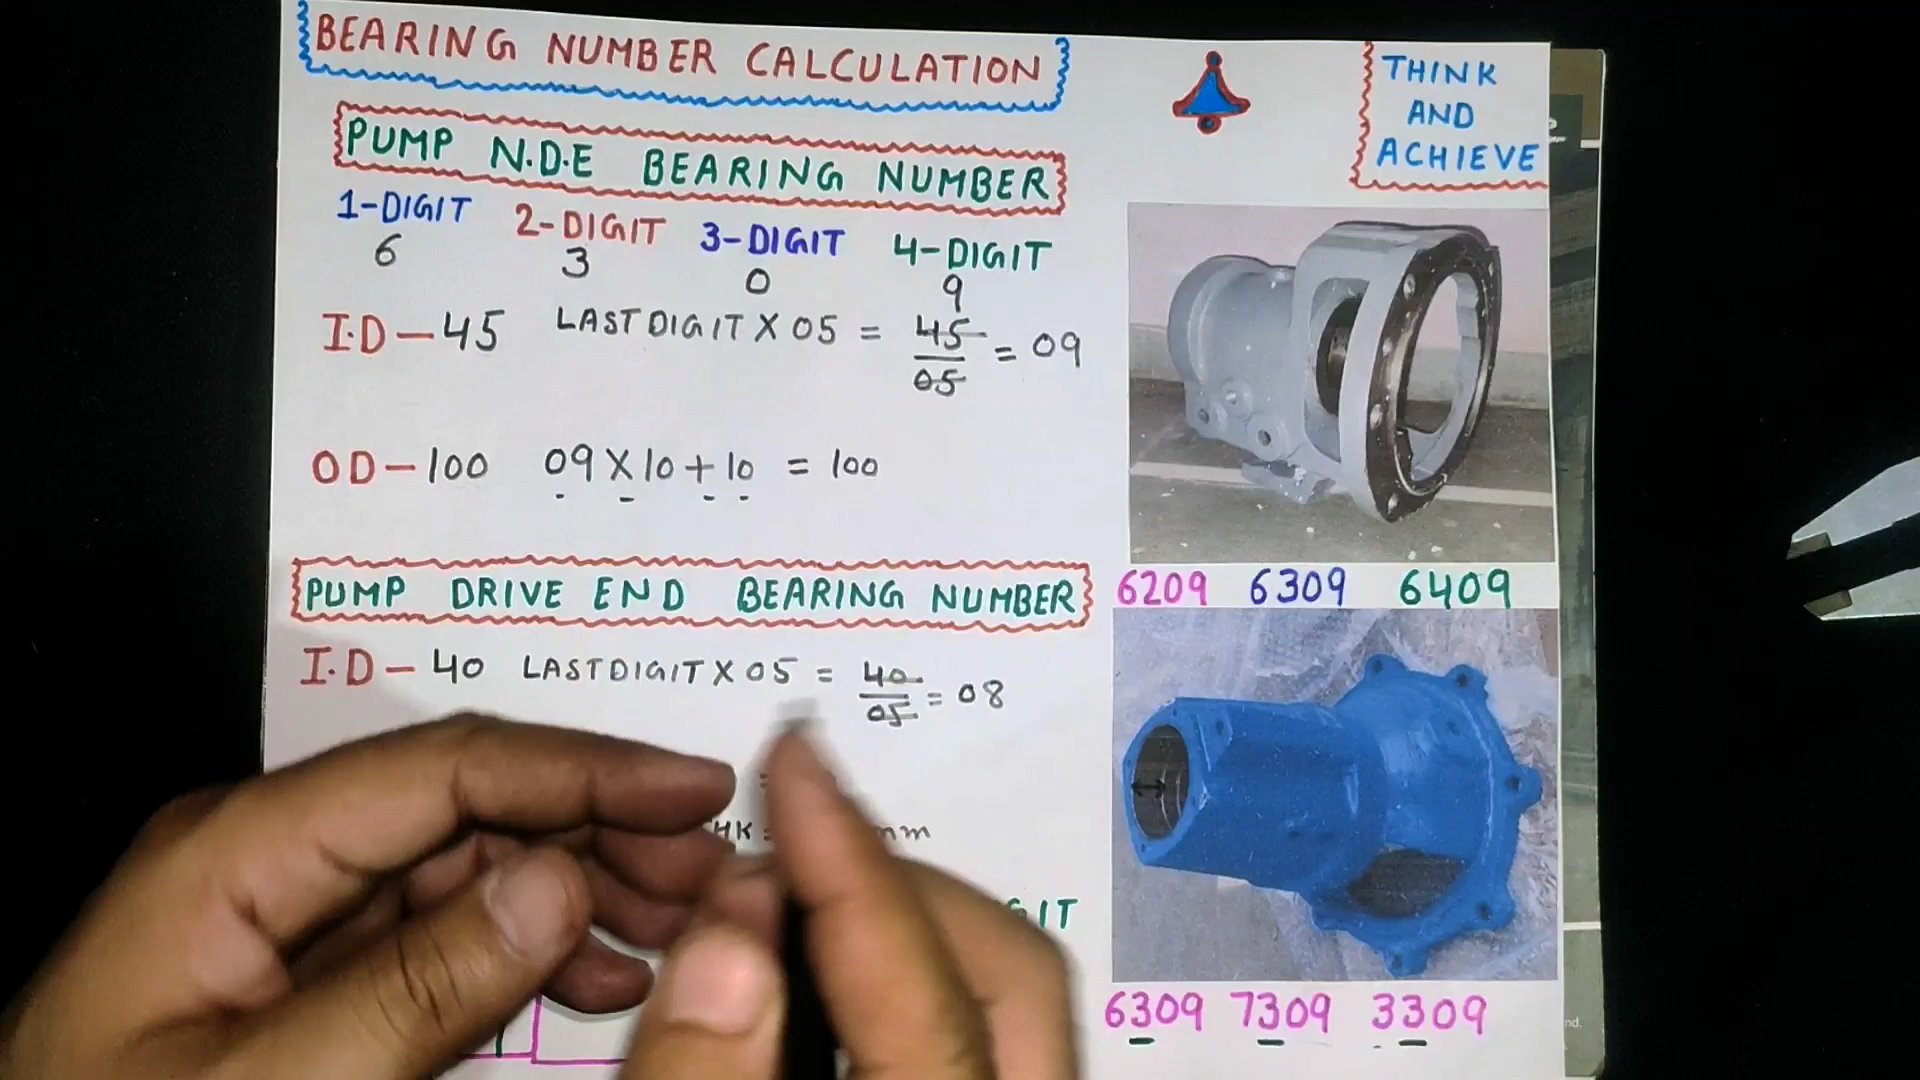 BEARING NUMBER CALCULATION
THINK
AND
ACHIEVE
PUMP N.D.E BEARING NUMBER
1-DIGIT 2-DIGIT 3-DIGIT 4-DIGIT
6 3 0 9
I.D-45 LAST DIGIT X 05 = 45/05 = 09
OD-100 09 X 10 + 10 = 100
6209 6309 6409
PUMP DRIVE END BEARING NUMBER
I.D-40 LAST DIGIT X 05 = 40/05 = 08
mm
6309 7309 3309
nd.